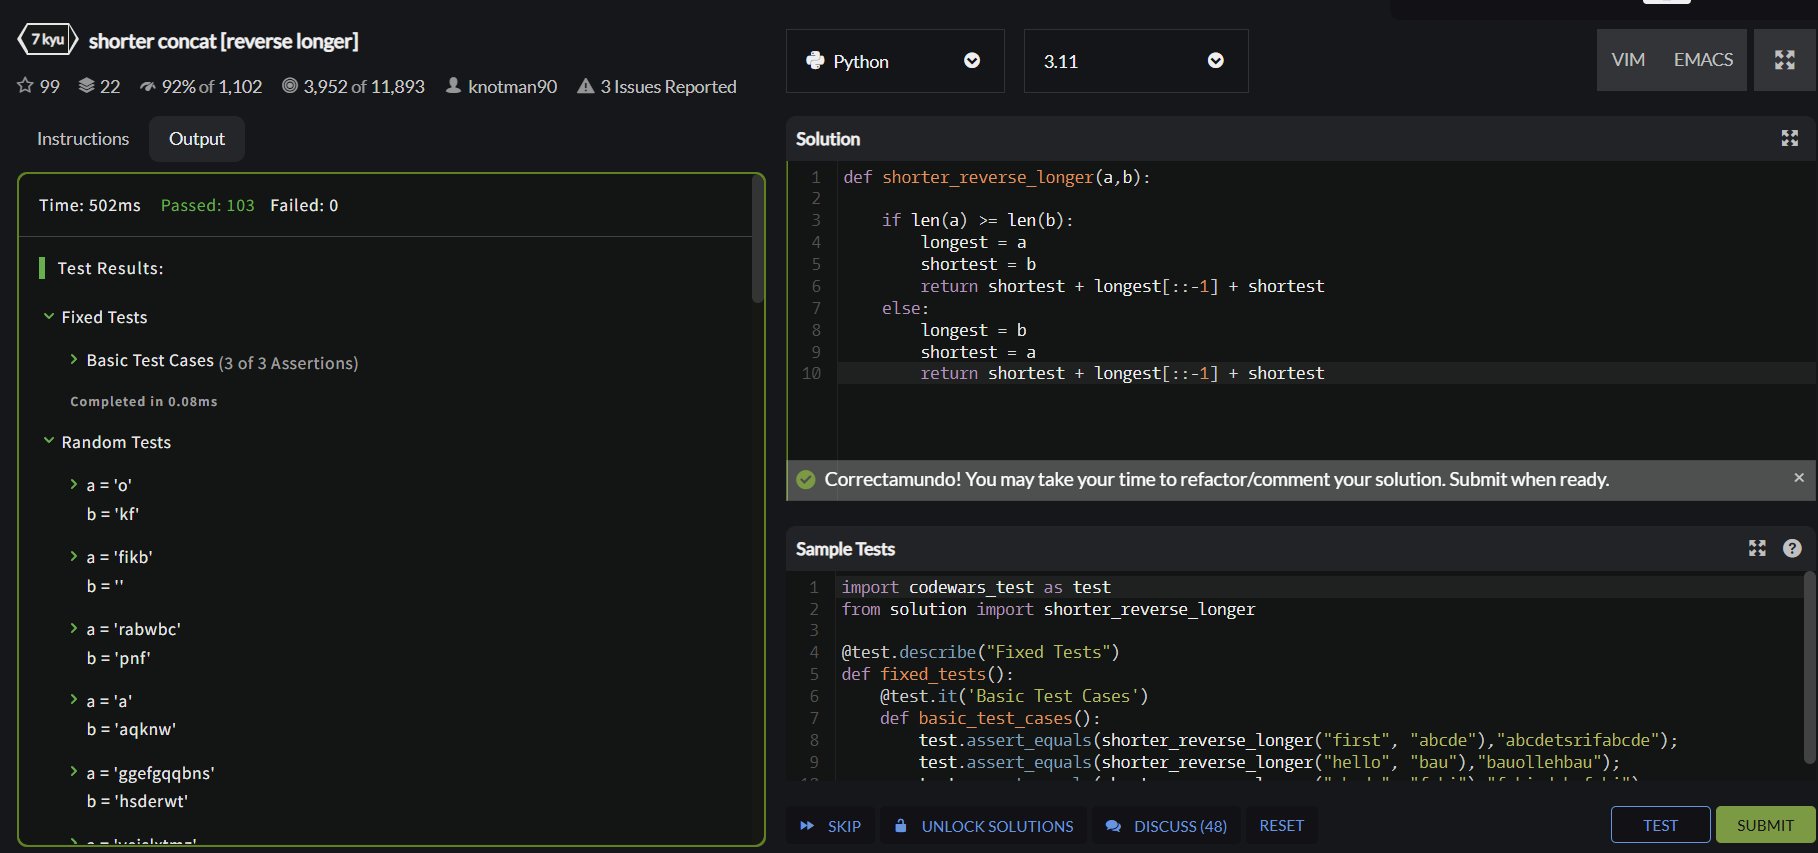 7 kyu
shorter concat [reverse longer]
99 22 92% of 1,102 3,952 of 11,893 knotman90 3 Issues Reported
Instructions Output
Time: 502ms Passed: 103 Failed: 0
Test Results:
Fixed Tests
Basic Test Cases (3 of 3 Assertions)
Completed in 0.08ms
Random Tests
a = 'o'
b = 'kf'
a = 'fikb'
b = ''
a = 'rabwbc'
b = 'pnf'
a = 'a'
b = 'aqknw'
a = 'ggefgqqbns'
b = 'hsderwt'
Python 3.11 VIM EMACS
Solution
1 def shorter_reverse_longer(a,b):
2
3 if len(a) >= len(b):
4 longest = a
5 shortest = b
6 return shortest + longest[::-1] + shortest
7 else:
8 longest = b
9 shortest = a
10 return shortest + longest[::-1] + shortest
Correctamundo! You may take your time to refactor/comment your solution. Submit when ready. ×
Sample Tests ?
1 import codewars_test as test
2 from solution import shorter_reverse_longer
3
4 @test.describe("Fixed Tests")
5 def fixed_tests():
6 @test.it('Basic Test Cases')
7 def basic_test_cases():
8 test.assert_equals(shorter_reverse_longer("first", "abcde"),"abcdetsrifabcde");
9 test.assert_equals(shorter_reverse_longer("hello", "bau"),"bauollehbau");
SKIP UNLOCK SOLUTIONS DISCUSS (48) RESET TEST SUBMIT